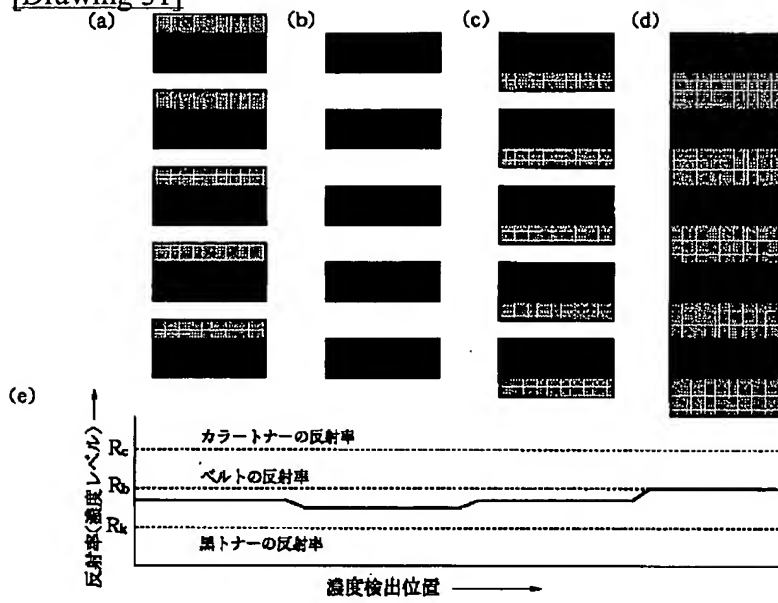 [Drawing 31]
(a) (b) (c) (d)
(e)
反射率(濃度レベル)
Rc カラートナーの反射率
Rb ベルトの反射率
Rk
黒トナーの反射率
濃度検出位置